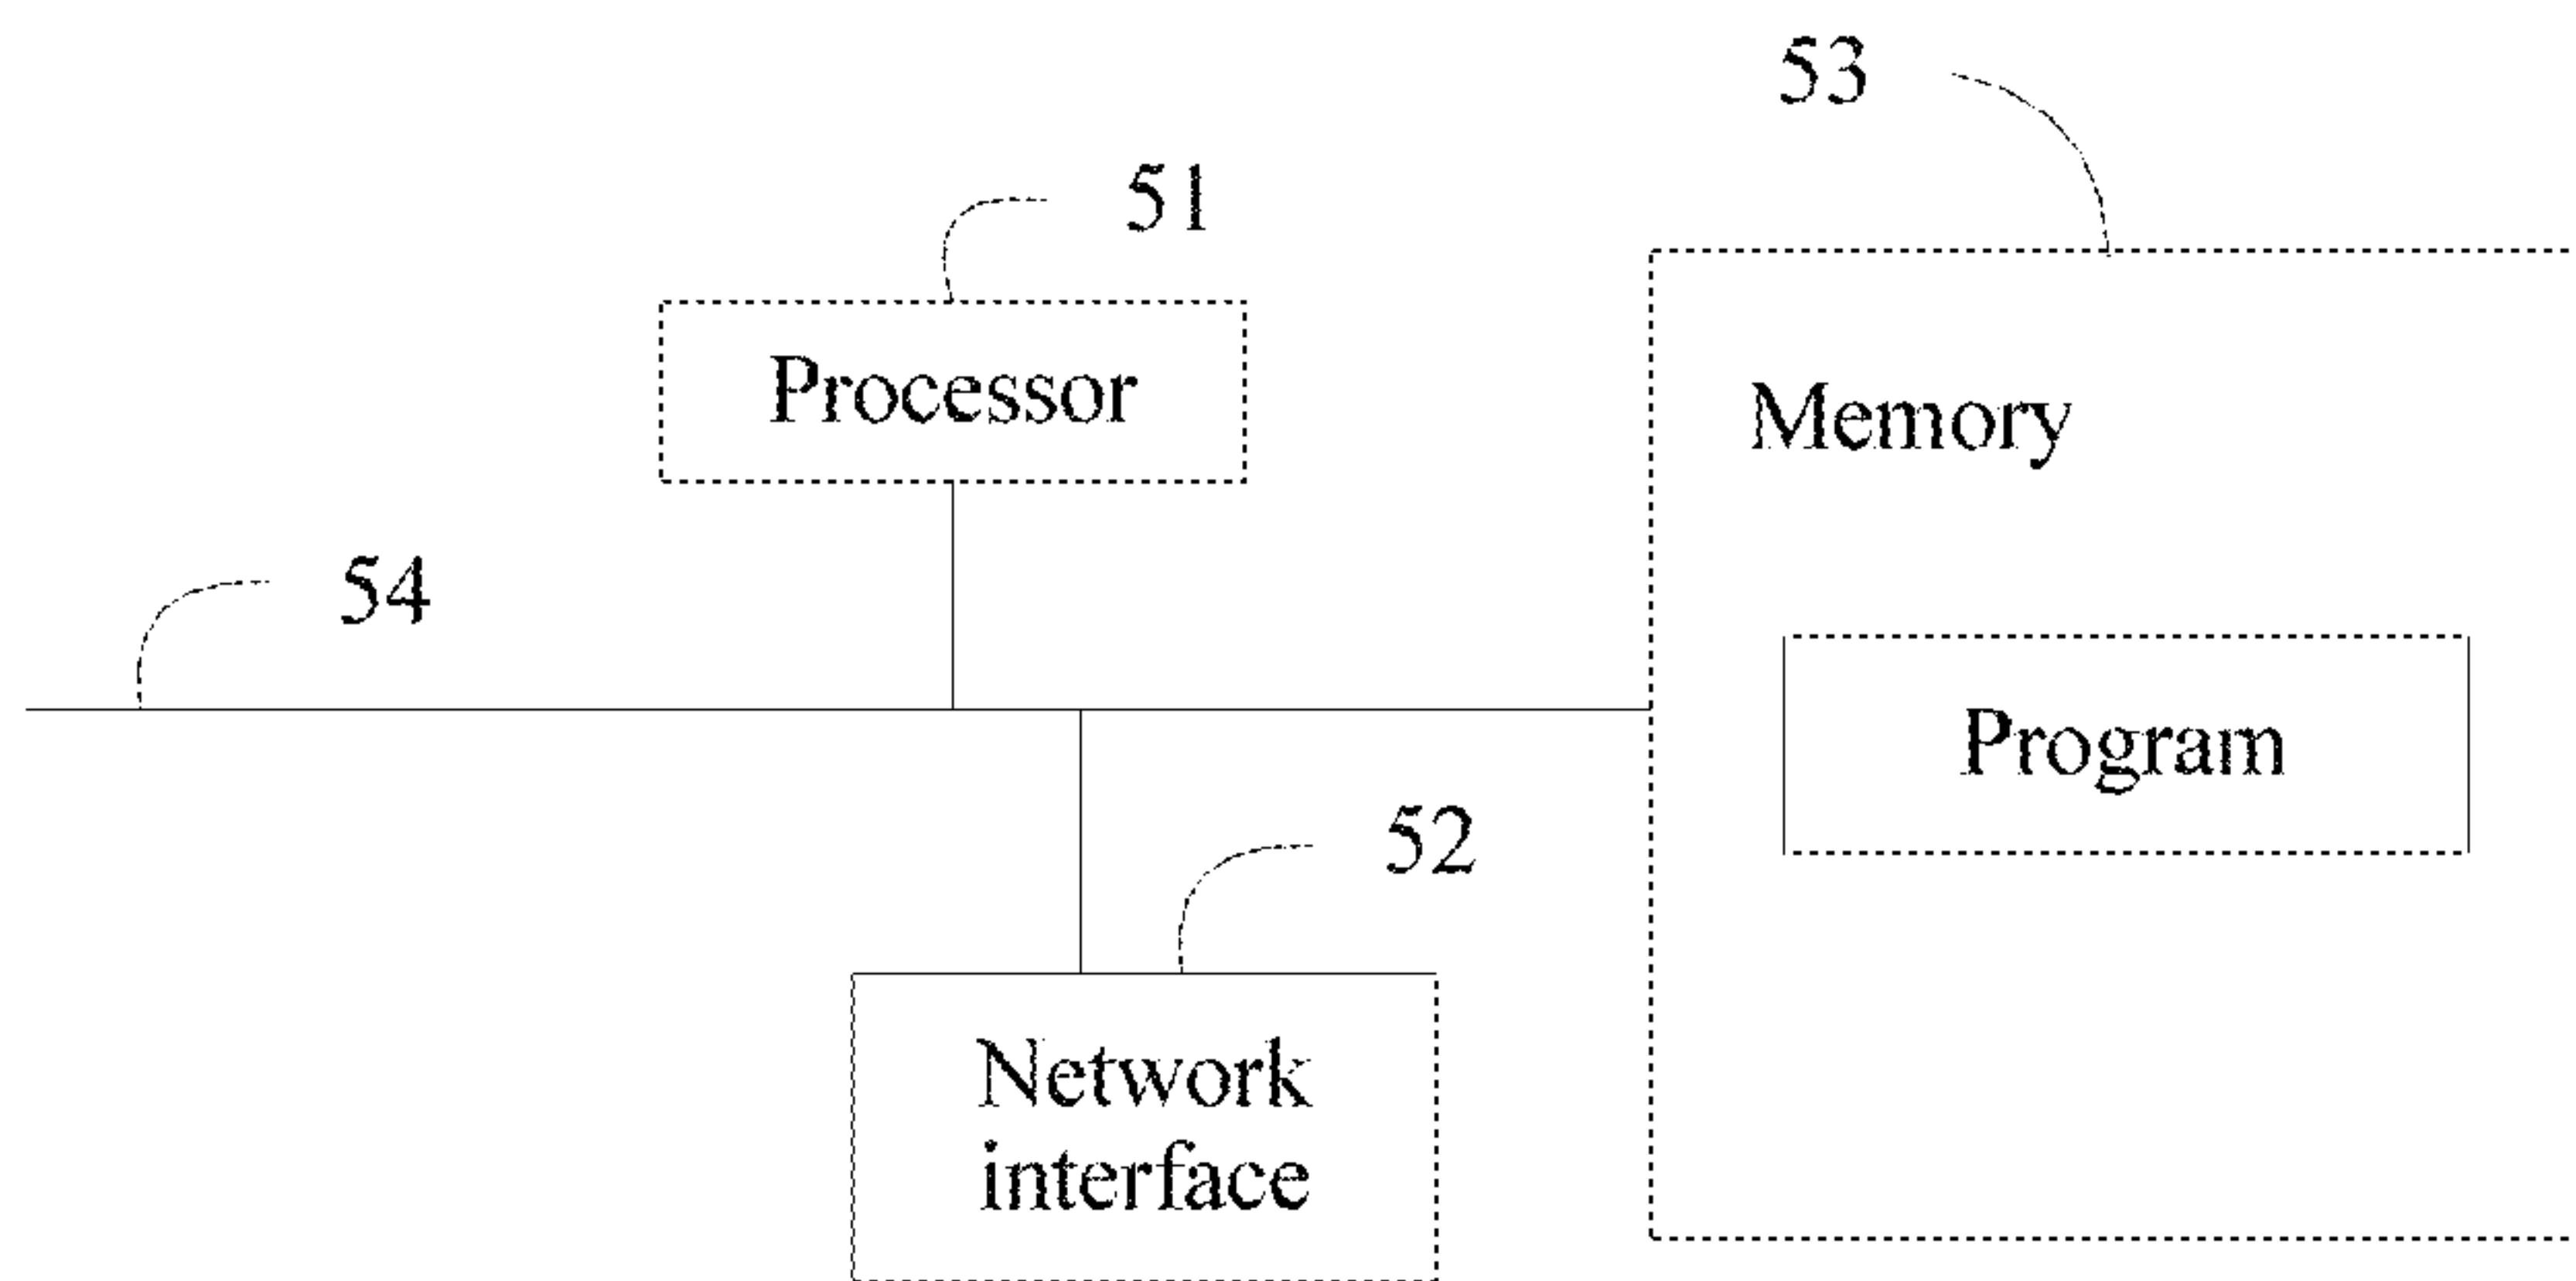 53
51
Processor
Memory
54
Program
52
Network
interface